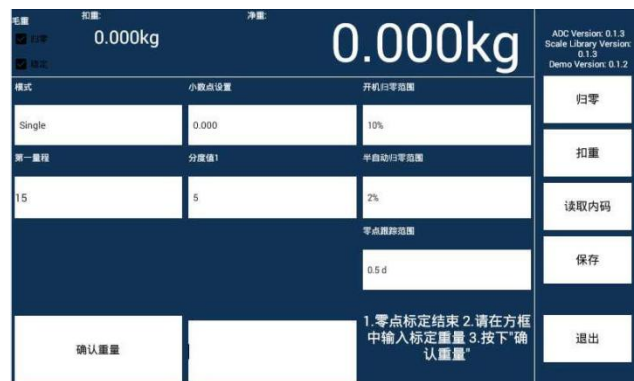 毛重
扣重:
净重:
归零
稳定
0.000kg
0.000kg
ADC Version: 0.1.3
Scale Library Version:
0.1.3
Demo Version: 0.1.2
模式
小数点设置
开机归零范围
归零
Single
0.000
10%
第一量程
分度值1
半自动归零范围
扣重
15
5
2%
读取内码
零点跟踪范围
0.5 d
保存
确认重量
1.零点标定结束 2.请在方框
中输入标定重量 3.按下"确
认重量"
退出